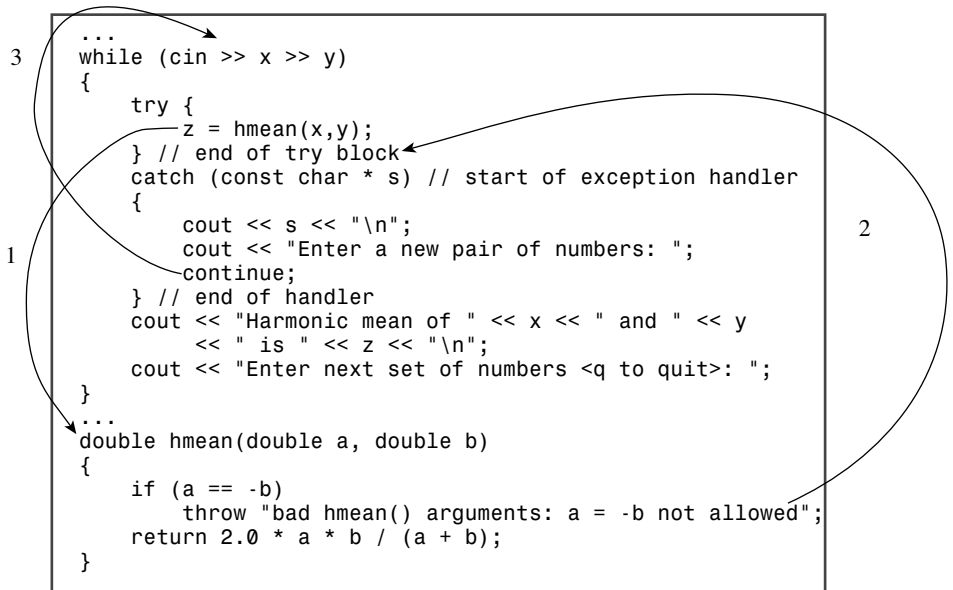 ...
while (cin >> x >> y)
{
    try {
        z = hmean(x,y);
    } // end of try block
    catch (const char * s) // start of exception handler
    {
        cout << s << "\n";
        cout << "Enter a new pair of numbers: ";
        continue;
    } // end of handler
    cout << "Harmonic mean of " << x << " and " << y
         << " is " << z << "\n";
    cout << "Enter next set of numbers <q to quit>: ";
}
...
double hmean(double a, double b)
{
    if (a == -b)
        throw "bad hmean() arguments: a = -b not allowed";
    return 2.0 * a * b / (a + b);
}
3
1
2